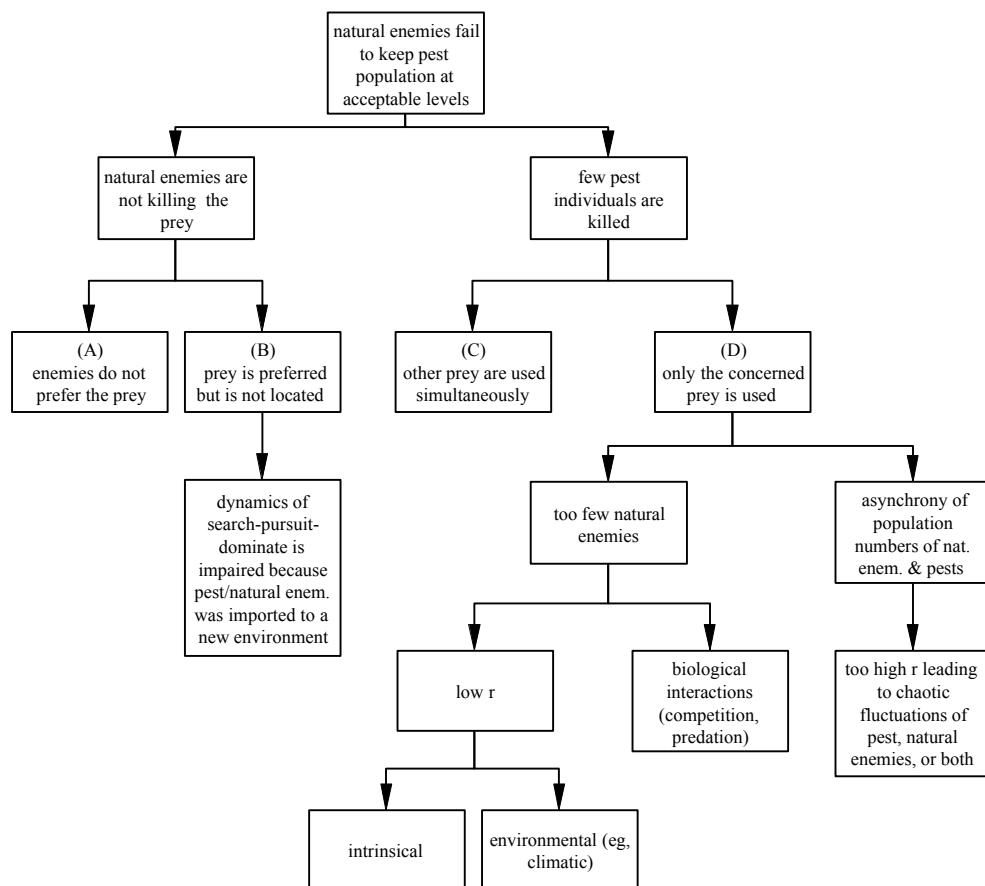 natural enemies fail
to keep pest
population at
acceptable levels
natural enemies are
not killing the
prey
few pest
individuals are
killed
(A)
enemies do not
prefer the prey
(B)
prey is preferred
but is not located
(C)
other prey are used
simultaneously
(D)
only the concerned
prey is used
dynamics of
search-pursuit-
dominate is
impaired because
pest/natural enem.
was imported to a
new environment
too few natural
enemies
asynchrony of
population
numbers of nat.
enem. & pests
low r
biological
interactions
(competition,
predation)
too high r leading
to chaotic
fluctuations of
pest, natural
enemies, or both
intrinsical
environmental (eg,
climatic)